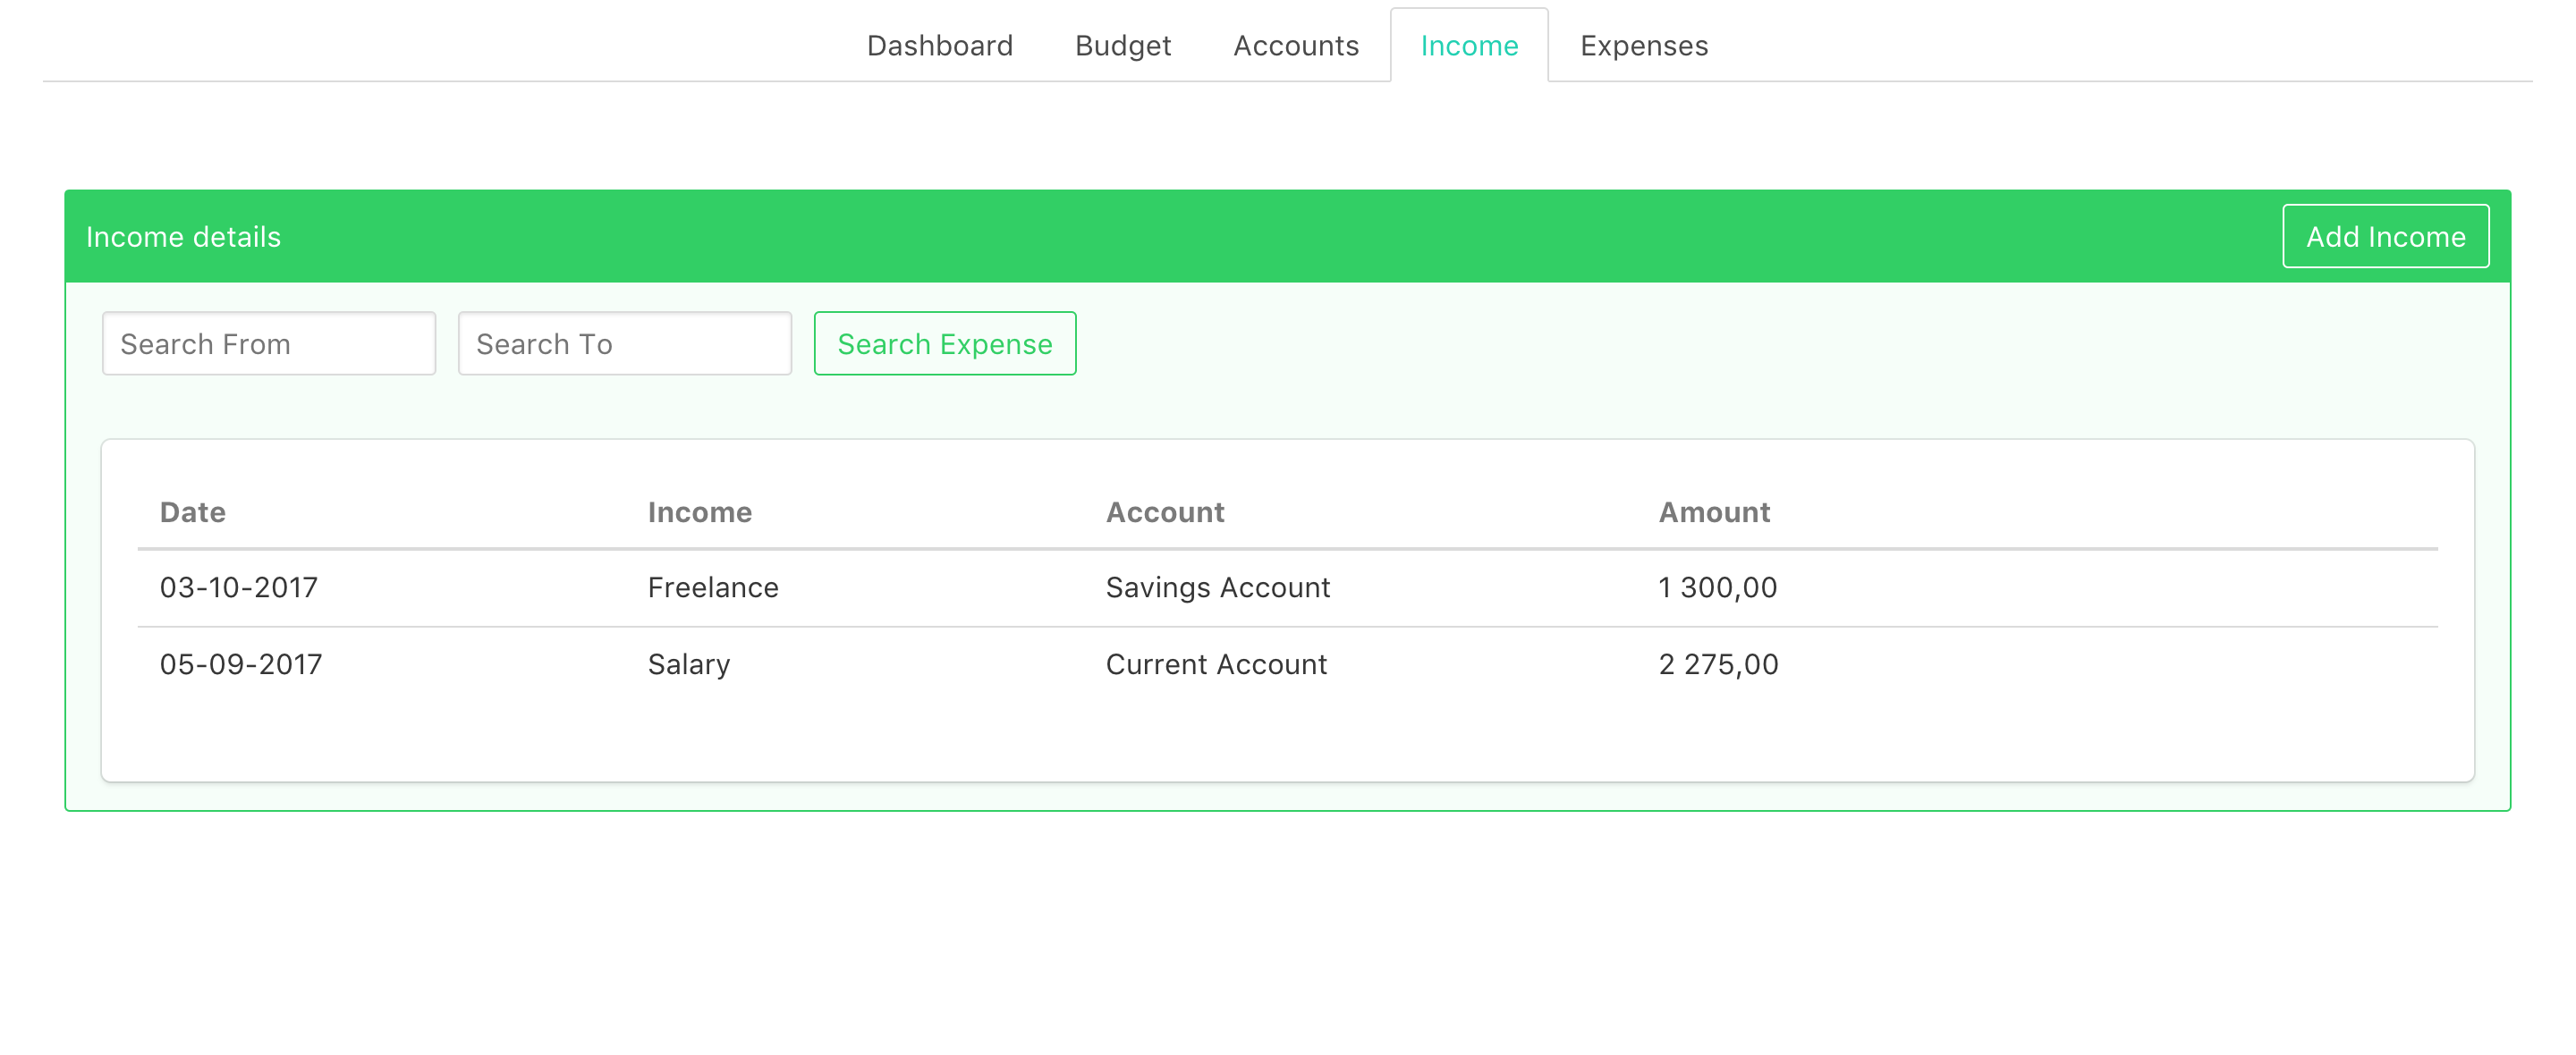 Dashboard Budget Accounts Income Expenses
Income details Add Income
Search From Search To Search Expense
Date Income Account Amount
03-10-2017 Freelance Savings Account 1 300,00
05-09-2017 Salary Current Account 2 275,00